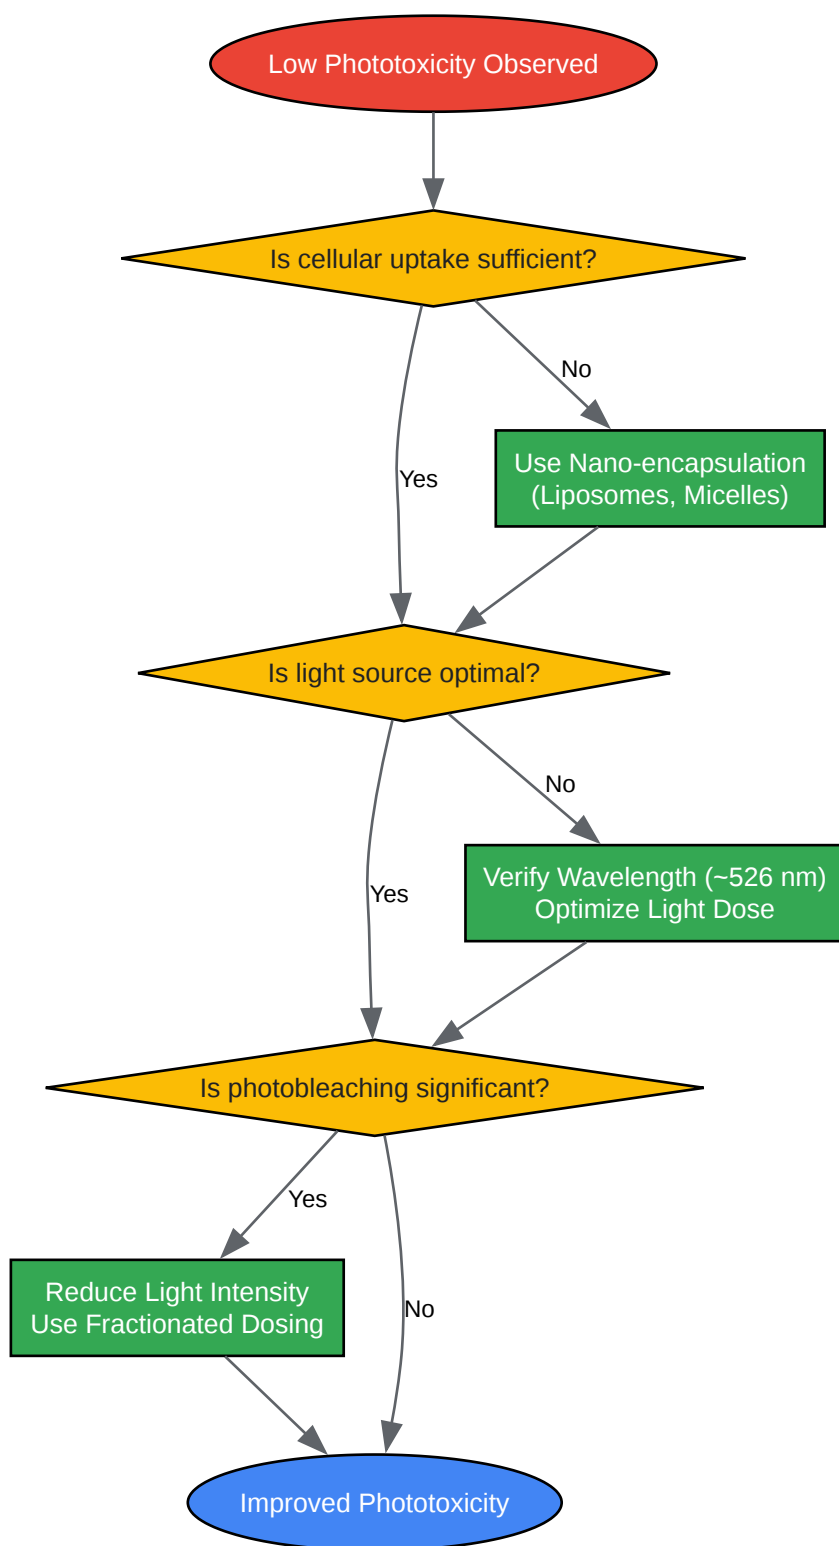 Low Phototoxicity Observed
Is cellular uptake sufficient?
No
Use Nano-encapsulation
(Liposomes, Micelles)
Yes
Is light source optimal?
No
Verify Wavelength (~526 nm)
Optimize Light Dose
Yes
Is photobleaching significant?
Yes
Reduce Light Intensity
Use Fractionated Dosing
No
Improved Phototoxicity